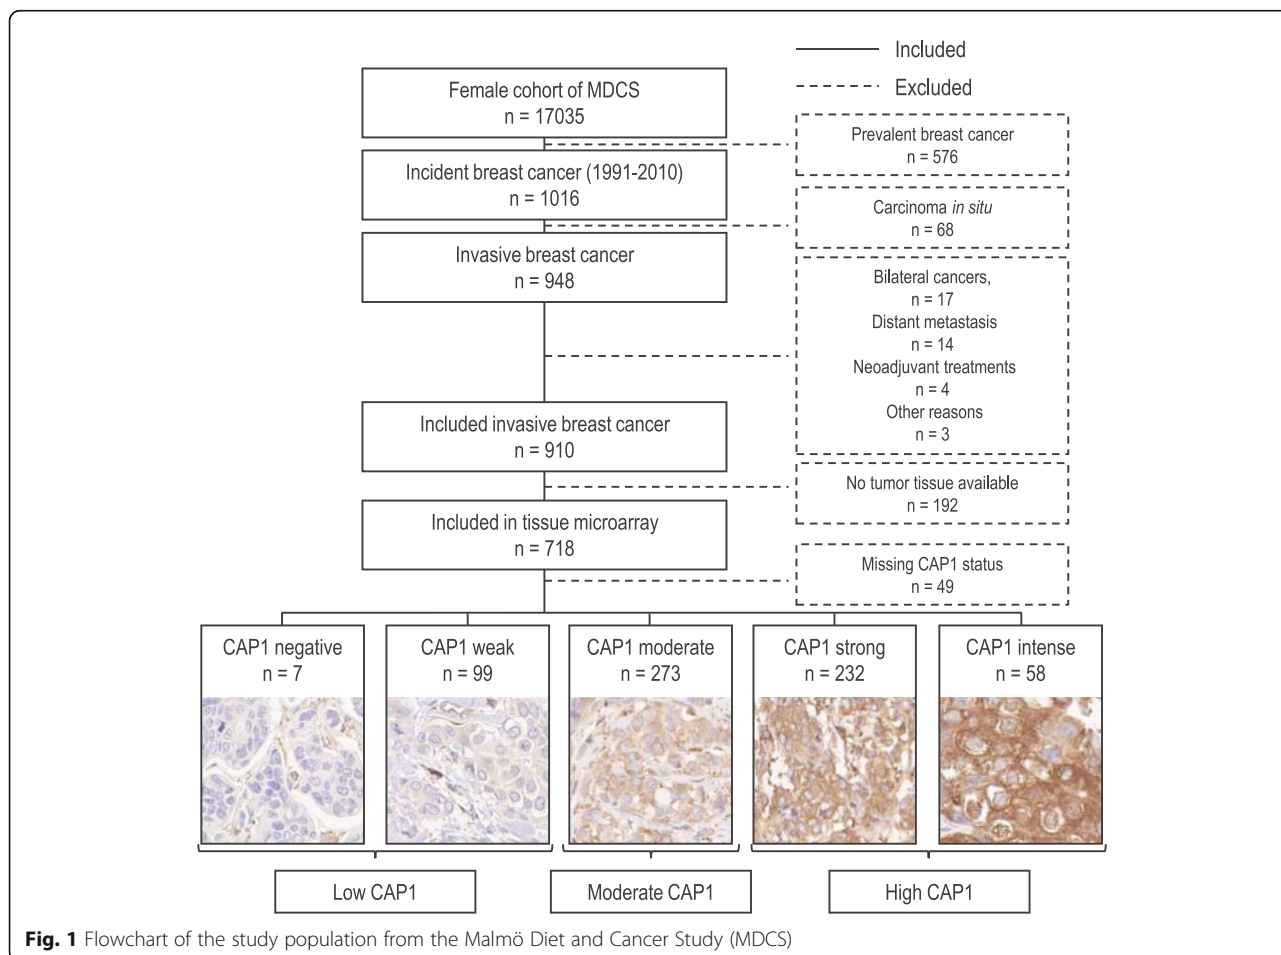 Included
Excluded
Female cohort of MDCS
n = 17035
Prevalent breast cancer
n = 576
Incident breast cancer (1991-2010)
n = 1016
Carcinoma in situ
n = 68
Invasive breast cancer
n = 948
Bilateral cancers,
n = 17
Distant metastasis
n = 14
Neoadjuvant treatments
n = 4
Other reasons
n = 3
Included invasive breast cancer
n = 910
No tumor tissue available
n = 192
Included in tissue microarray
n = 718
Missing CAP1 status
n = 49
CAP1 negative
n = 7
CAP1 weak
n = 99
CAP1 moderate
n = 273
CAP1 strong
n = 232
CAP1 intense
n = 58
Low CAP1
Moderate CAP1
High CAP1
Fig. 1 Flowchart of the study population from the Malmö Diet and Cancer Study (MDCS)